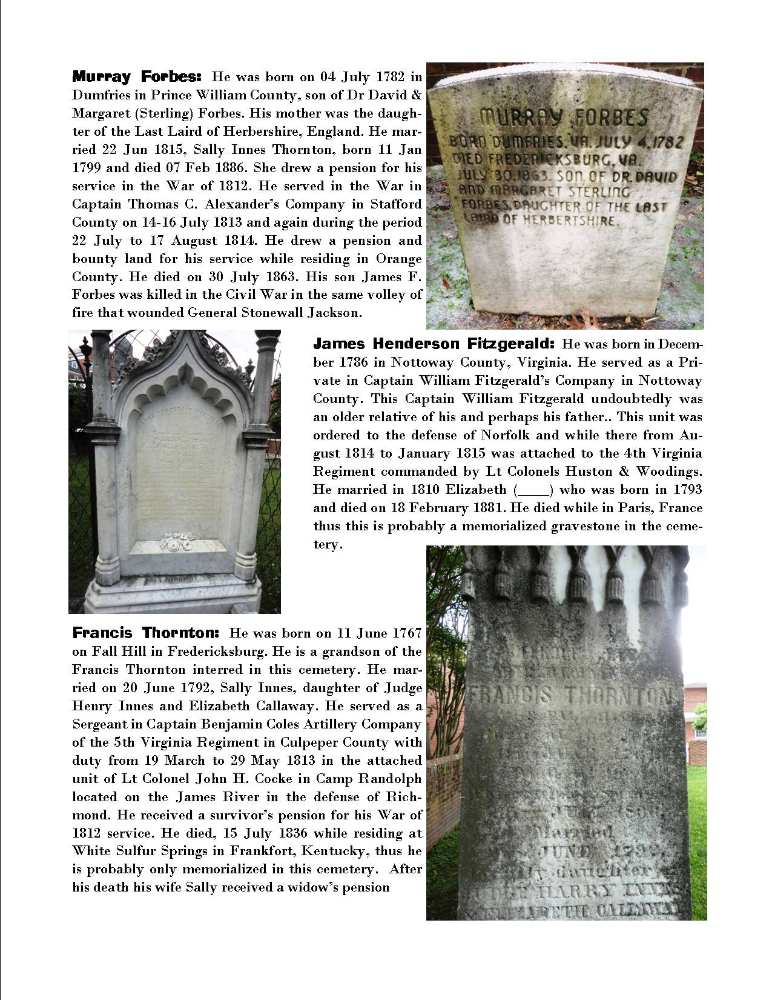 Murray Forbes: He was born on 04 July 1782 in
Dumfries in Prince William County, son of Dr David &
Margaret (Sterling) Forbes. His mother was the daugh-
ter of the Last Laird of Herbershire, England. He mar-
ried 22 Jun 1815, Sally Innes Thornton, born 11 Jan
1799 and died 07 Feb 1886. She drew a pension for his
service in the War of 1812. He served in the War in
Captain Thomas C. Alexander's Company in Stafford
County on 14-16 July 1813 and again during the period
22 July to 17 August 1814. He drew a pension and
bounty land for his service while residing in Orange
County. He died on 30 July 1863. His son James F.
Forbes was killed in the Civil War in the same volley of
fire that wounded General Stonewall Jackson.
MURRAY FORBES
BORN DUMFRIES, VA. JULY 4, 1782
DIED FREDERICKSBURG, VA.
JULY 30, 1863. SON OF DR. DAVID
AND MARGARET STERLING
FORBES, DAUGHTER OF THE LAST
LAIRD OF HERBERTSHIRE.
JAMES HENDERSON FITZGERALD
James Henderson Fitzgerald: He was born in Decem-
ber 1786 in Nottoway County, Virginia. He served as a Pri-
vate in Captain William Fitzgerald's Company in Nottoway
County. This Captain William Fitzgerald undoubtedly was
an older relative of his and perhaps his father.. This unit was
ordered to the defense of Norfolk and while there from Au-
gust 1814 to January 1815 was attached to the 4th Virginia
Regiment commanded by Lt Colonels Huston & Woodings.
He married in 1810 Elizabeth (____) who was born in 1793
and died on 18 February 1881. He died while in Paris, France
thus this is probably a memorialized gravestone in the ceme-
tery.
Francis Thornton: He was born on 11 June 1767
on Fall Hill in Fredericksburg. He is a grandson of the
Francis Thornton interred in this cemetery. He mar-
ried on 20 June 1792, Sally Innes, daughter of Judge
Henry Innes and Elizabeth Callaway. He served as a
Sergeant in Captain Benjamin Coles Artillery Company
of the 5th Virginia Regiment in Culpeper County with
duty from 19 March to 29 May 1813 in the attached
unit of Lt Colonel John H. Cocke in Camp Randolph
located on the James River in the defense of Rich-
mond. He received a survivor's pension for his War of
1812 service. He died, 15 July 1836 while residing at
White Sulfur Springs in Frankfort, Kentucky, thus he
is probably only memorialized in this cemetery. After
his death his wife Sally received a widow's pension
FRANCIS THORNTON
Married
JUNE
daughter
JUDGE HARRY INNES
ELIZABETH CALLAWAY